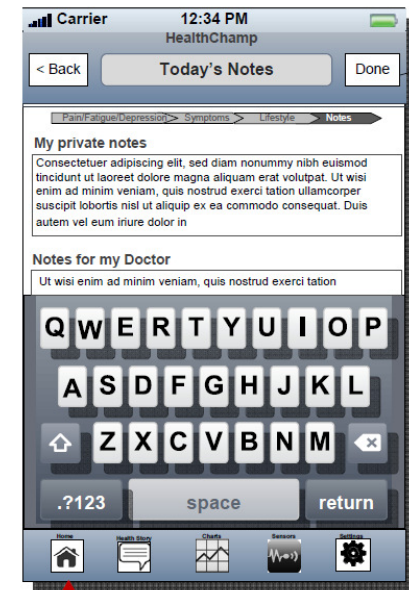 Carrier 12:34 PM
HealthChamp
< Back Today's Notes Done
Pain/Fatigue/Depression> Symptoms > Lifestyle > Notes
My private notes
Consectetuer adipiscing elit, sed diam nonummy nibh euismod
tincidunt ut laoreet dolore magna aliquam erat volutpat. Ut wisi
enim ad minim veniam, quis nostrud exerci tation ullamcorper
suscipit lobortis nisl ut aliquip ex ea commodo consequat. Duis
autem vel eum iriure dolor in
Notes for my Doctor
Ut wisi enim ad minim veniam, quis nostrud exerci tation
Q W E R T Y U I O P
A S D F G H J K L
Z X C V B N M
.?123 space return
Home Health Story Charts Sensors Settings